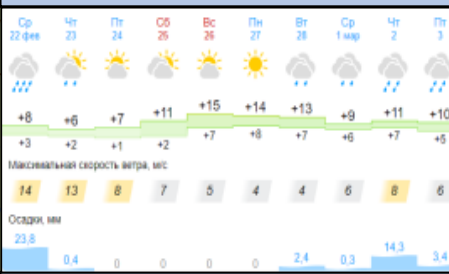 Ср Чт Пт Сб Вс Пн Вт Ср Чт Пт
22 фев 23 24 25 26 27 28 1 мар 2 3
+8 +6 +7 +11 +15 +14 +13 +9 +11 +10
+3 +2 +1 +2 +7 +8 +7 +6 +7 +5
Максимальная скорость ветра, м/с
14 13 8 7 5 4 4 6 8 6
Осадки, мм
23,8 0,4 0 0 0 0 2,4 0,3 14,3 3,4